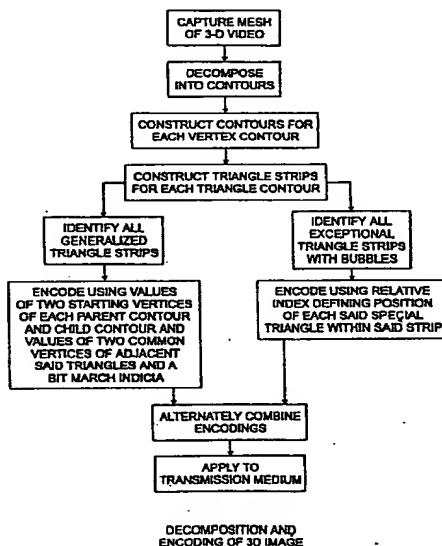 CAPTURE MESH
OF 3-D VIDEO
DECOMPOSE
INTO CONTOURS
CONSTRUCT CONTOURS FOR
EACH VERTEX CONTOUR
CONSTRUCT TRIANGLE STRIPS
FOR EACH TRIANGLE CONTOUR
IDENTIFY ALL
GENERALIZED
TRIANGLE STRIPS
IDENTIFY ALL
EXCEPTIONAL
TRIANGLE STRIPS
WITH BUBBLES
ENCODE USING VALUES
OF TWO STARTING VERTICES
OF EACH PARENT CONTOUR
AND CHILD CONTOUR AND
VALUES OF TWO COMMON
VERTICES OF ADJACENT
SAID TRIANGLES AND A
BIT MARCH INDICIA
ENCODE USING RELATIVE
INDEX DEFINING POSITION
OF EACH SAID SPECIAL
TRIANGLE WITHIN SAID STRIP
ALTERNATELY COMBINE
ENCODINGS
APPLY TO
TRANSMISSION MEDIUM
DECOMPOSITION AND
ENCODING OF 3D IMAGE